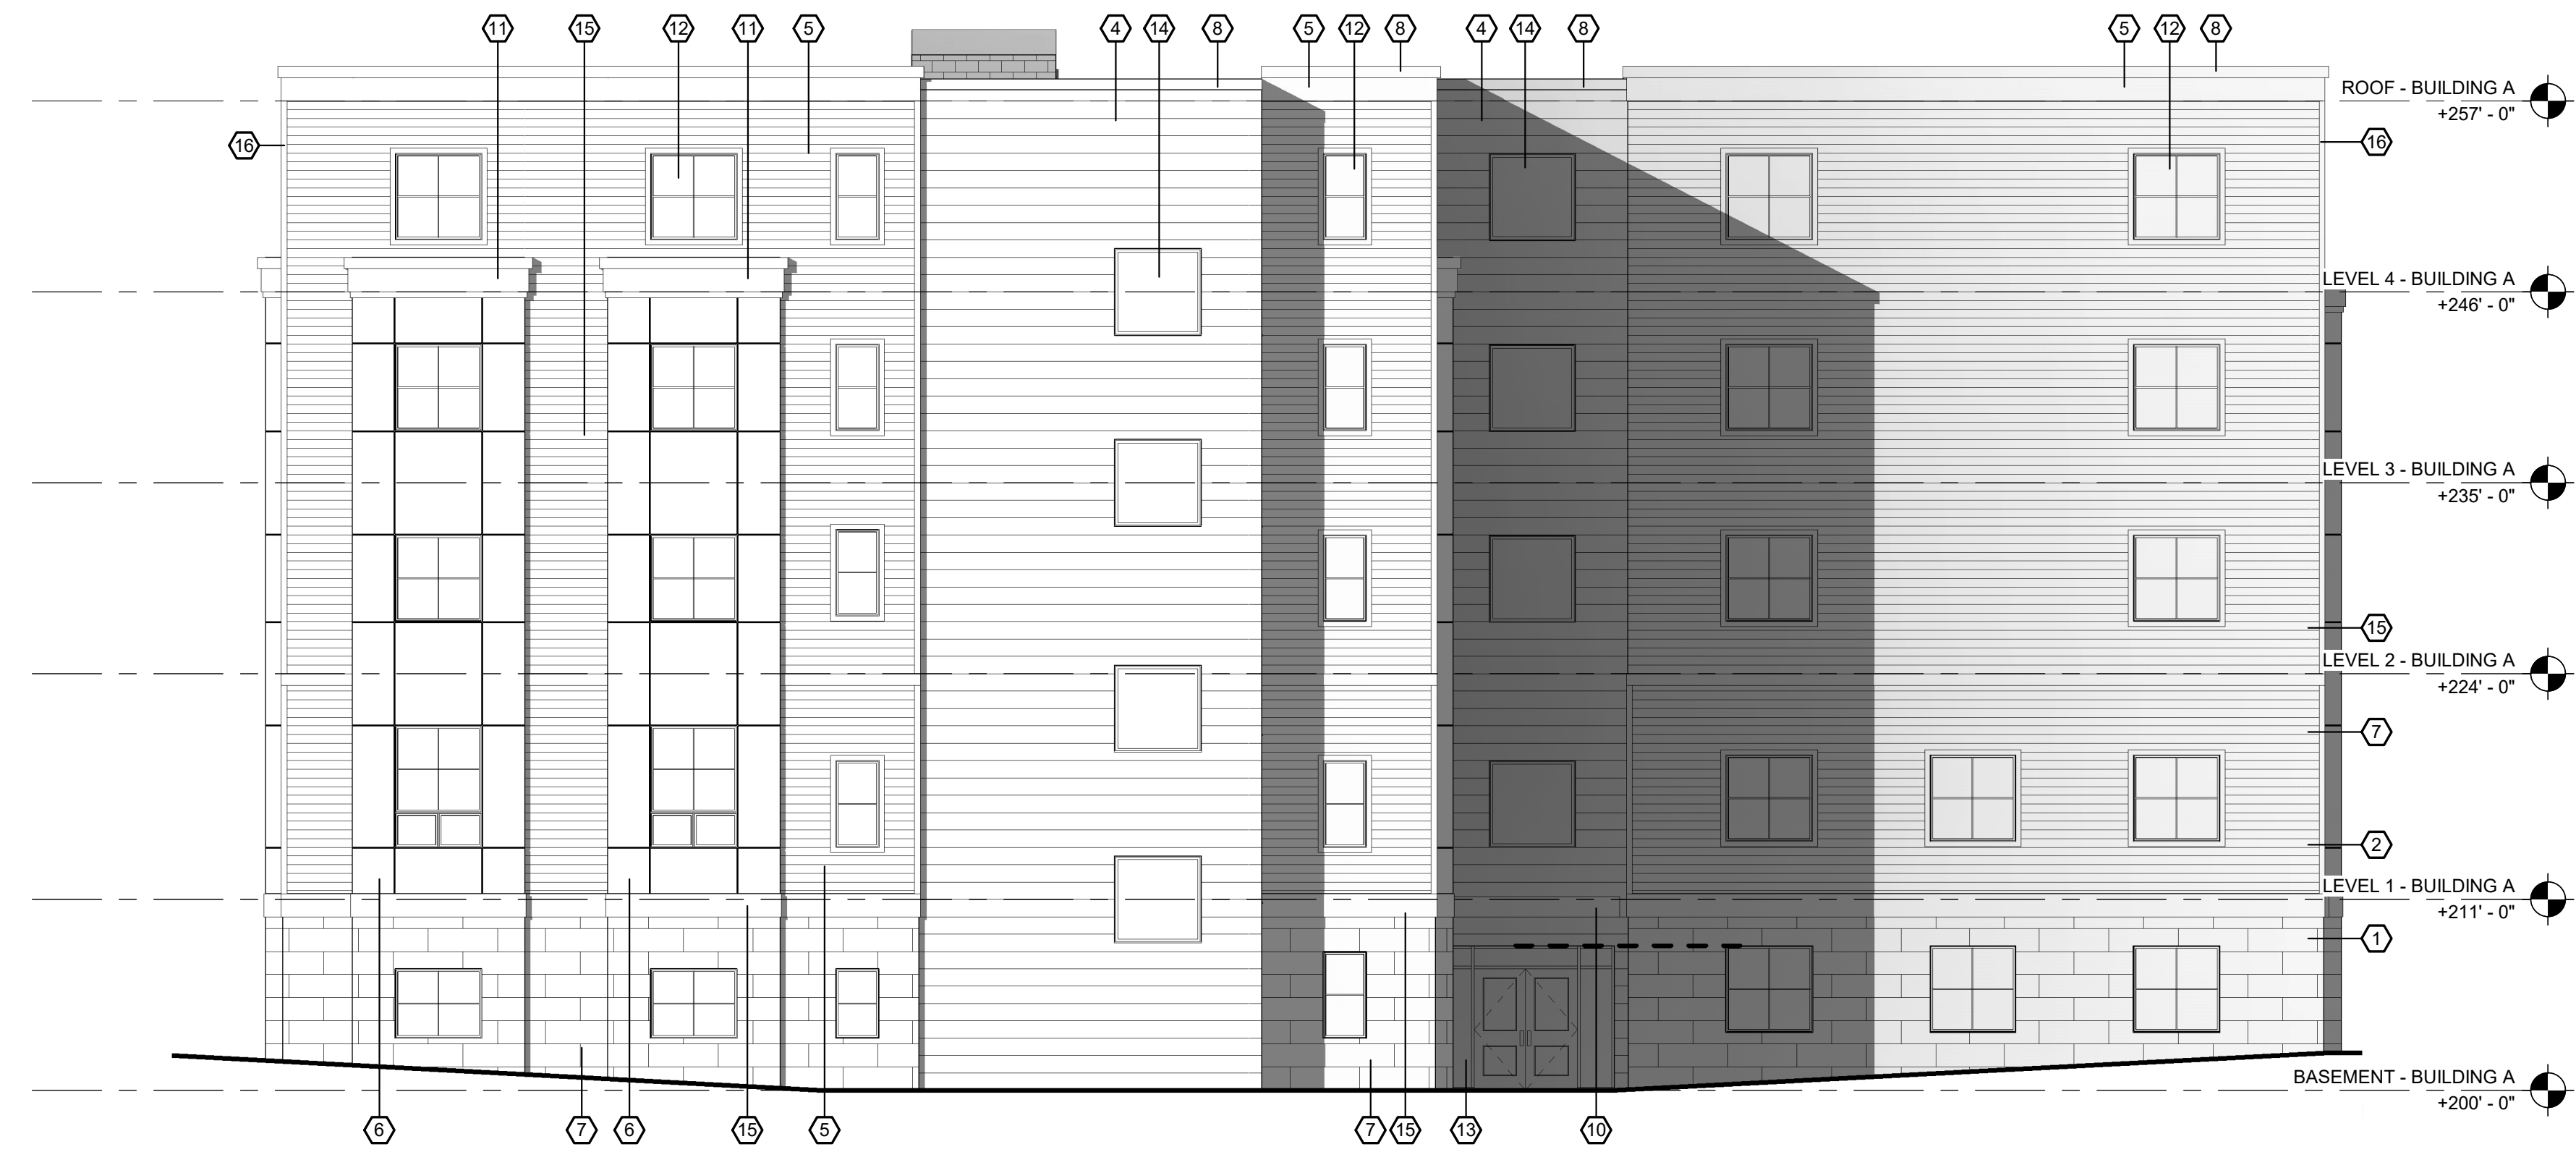 11 15 12 11 5 4 14 8 5 12 8 4 14 8 5 12 8
ROOF - BUILDING A
+257' - 0"
16 16
LEVEL 4 - BUILDING A
+246' - 0"
LEVEL 3 - BUILDING A
+235' - 0"
15
LEVEL 2 - BUILDING A
+224' - 0"
7
2
LEVEL 1 - BUILDING A
+211' - 0"
1
BASEMENT - BUILDING A
+200' - 0"
6 7 6 15 5 7 15 13 10